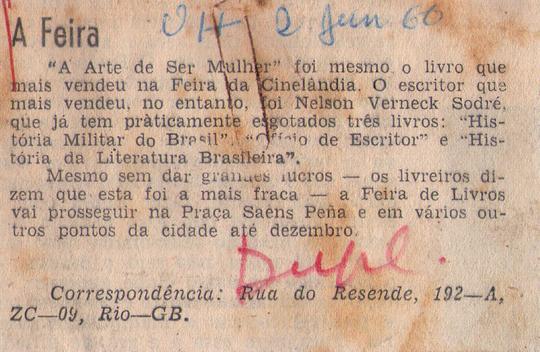 A Feira
UH 2 Jun 66
"A Arte de Ser Mulher" foi mesmo o livro que
mais vendeu na Feira da Cinelândia. O escritor que
mais vendeu, no entanto, foi Nelson Verneck Sodré,
que já tem pràticamente esgotados três livros: "His-
tória Militar do Brasil", "Ofício de Escritor" e "His-
tória da Literatura Brasileira".
Mesmo sem dar grandes lucros — os livreiros di-
zem que esta foi a mais fraca — a Feira de Livros
vai prosseguir na Praça Saéns Peña e em vários ou-
tros pontos da cidade até dezembro.
Dupl.
Correspondência: Rua do Resende, 192—A,
ZC—09, Rio—GB.